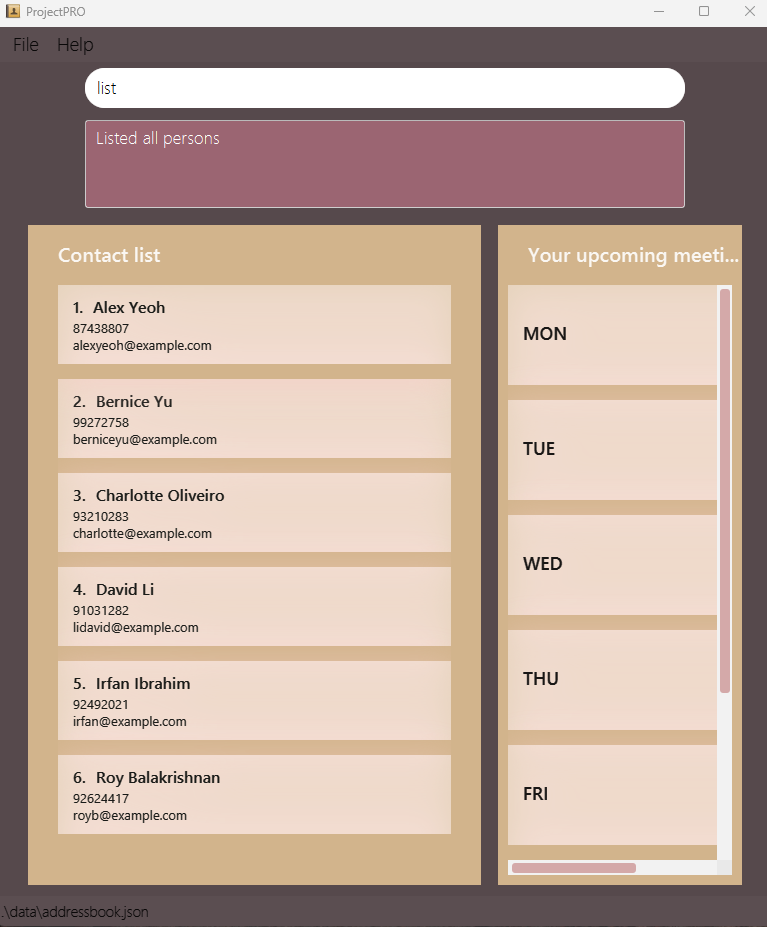 ProjectPRO
File Help
list
Listed all persons
Contact list
1. Alex Yeoh
87438807
alexyeoh@example.com
2. Bernice Yu
99272758
berniceyu@example.com
3. Charlotte Oliveiro
93210283
charlotte@example.com
4. David Li
91031282
lidavid@example.com
5. Irfan Ibrahim
92492021
irfan@example.com
6. Roy Balakrishnan
92624417
royb@example.com
Your upcoming meeti...
MON
TUE
WED
THU
FRI
.\data\addressbook.json